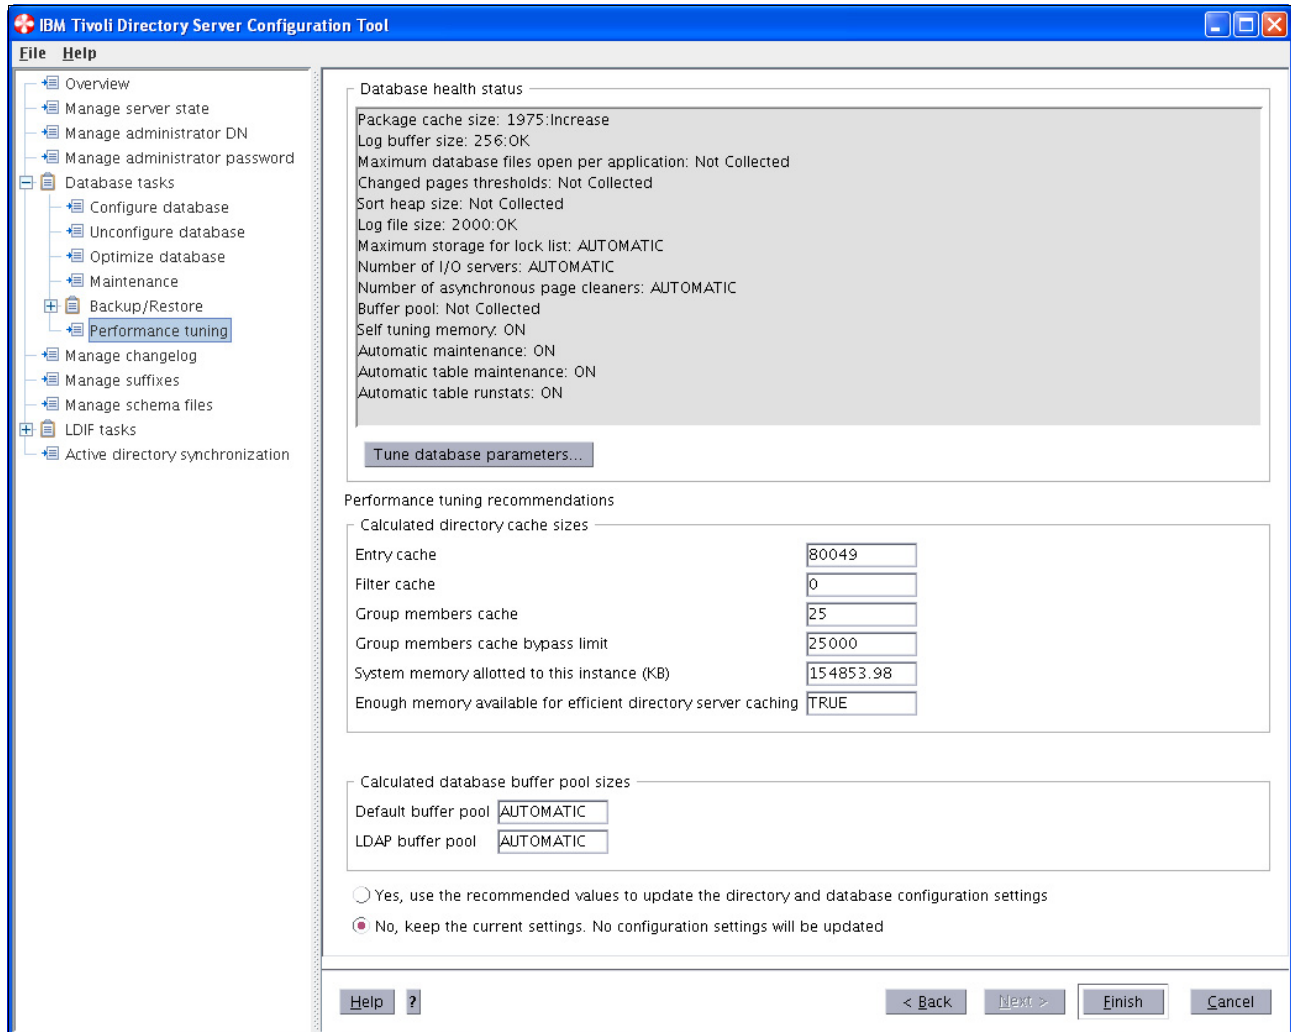 IBM Tivoli Directory Server Configuration Tool
File Help
Overview
Manage server state
Manage administrator DN
Manage administrator password
Database tasks
Configure database
Unconfigure database
Optimize database
Maintenance
Backup/Restore
Performance tuning
Manage changelog
Manage suffixes
Manage schema files
LDIF tasks
Active directory synchronization
Database health status
Package cache size: 1975:Increase
Log buffer size: 256:OK
Maximum database files open per application: Not Collected
Changed pages thresholds: Not Collected
Sort heap size: Not Collected
Log file size: 2000:OK
Maximum storage for lock list: AUTOMATIC
Number of I/O servers: AUTOMATIC
Number of asynchronous page cleaners: AUTOMATIC
Buffer pool: Not Collected
Self tuning memory: ON
Automatic maintenance: ON
Automatic table maintenance: ON
Automatic table runstats: ON
Tune database parameters...
Performance tuning recommendations
Calculated directory cache sizes
Entry cache 80049
Filter cache 0
Group members cache 25
Group members cache bypass limit 25000
System memory allotted to this instance (KB) 154853.98
Enough memory available for efficient directory server caching TRUE
Calculated database buffer pool sizes
Default buffer pool AUTOMATIC
LDAP buffer pool AUTOMATIC
Yes, use the recommended values to update the directory and database configuration settings
No, keep the current settings. No configuration settings will be updated
Help ? < Back Next > Finish Cancel